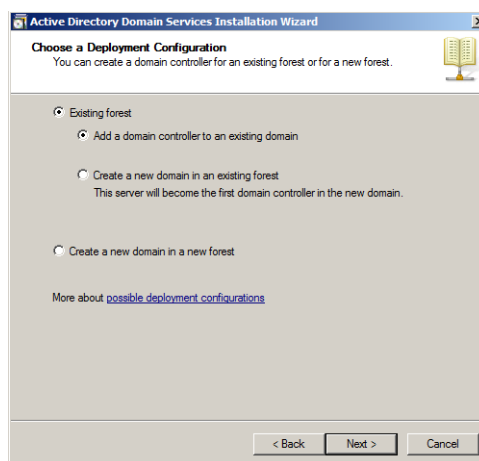 Active Directory Domain Services Installation Wizard
Choose a Deployment Configuration
You can create a domain controller for an existing forest or for a new forest.
Existing forest
Add a domain controller to an existing domain
Create a new domain in an existing forest
This server will become the first domain controller in the new domain.
Create a new domain in a new forest
More about possible deployment configurations
< Back Next > Cancel